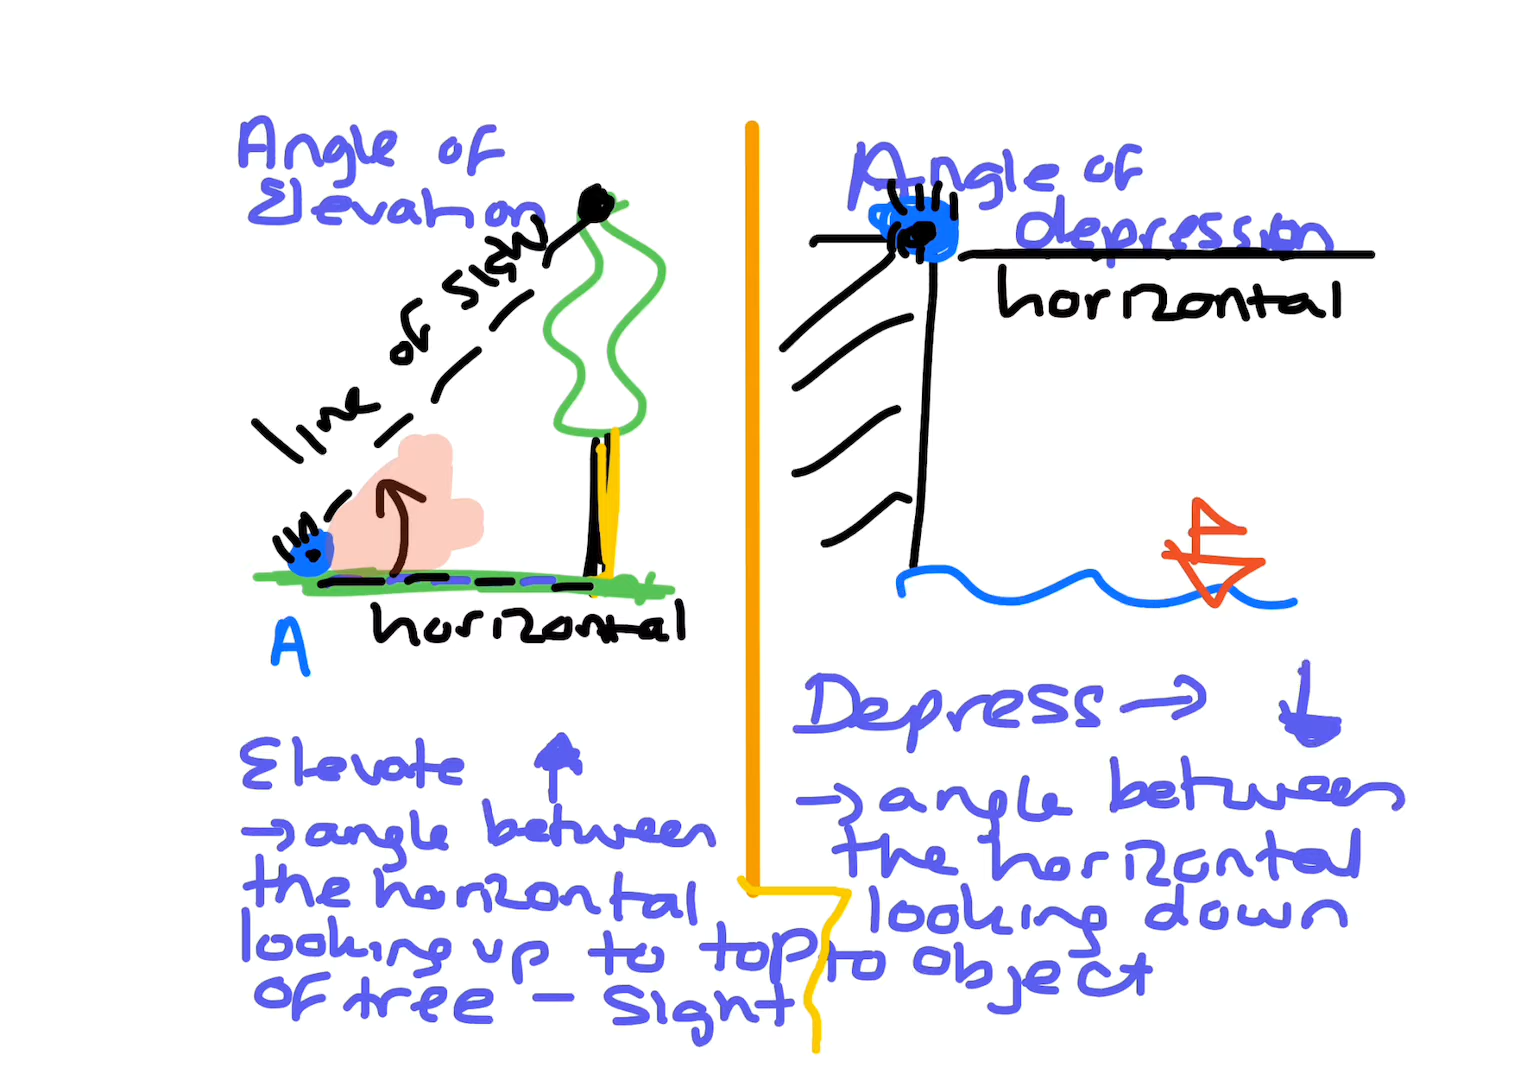 Angle of
Elevation
line of sight
A
horizontal
Elevate
→ angle between
the horizontal
looking up to top
of tree - sight
Angle of
depression
horizontal
Depress →
→ angle between
the horizontal
looking down
to object